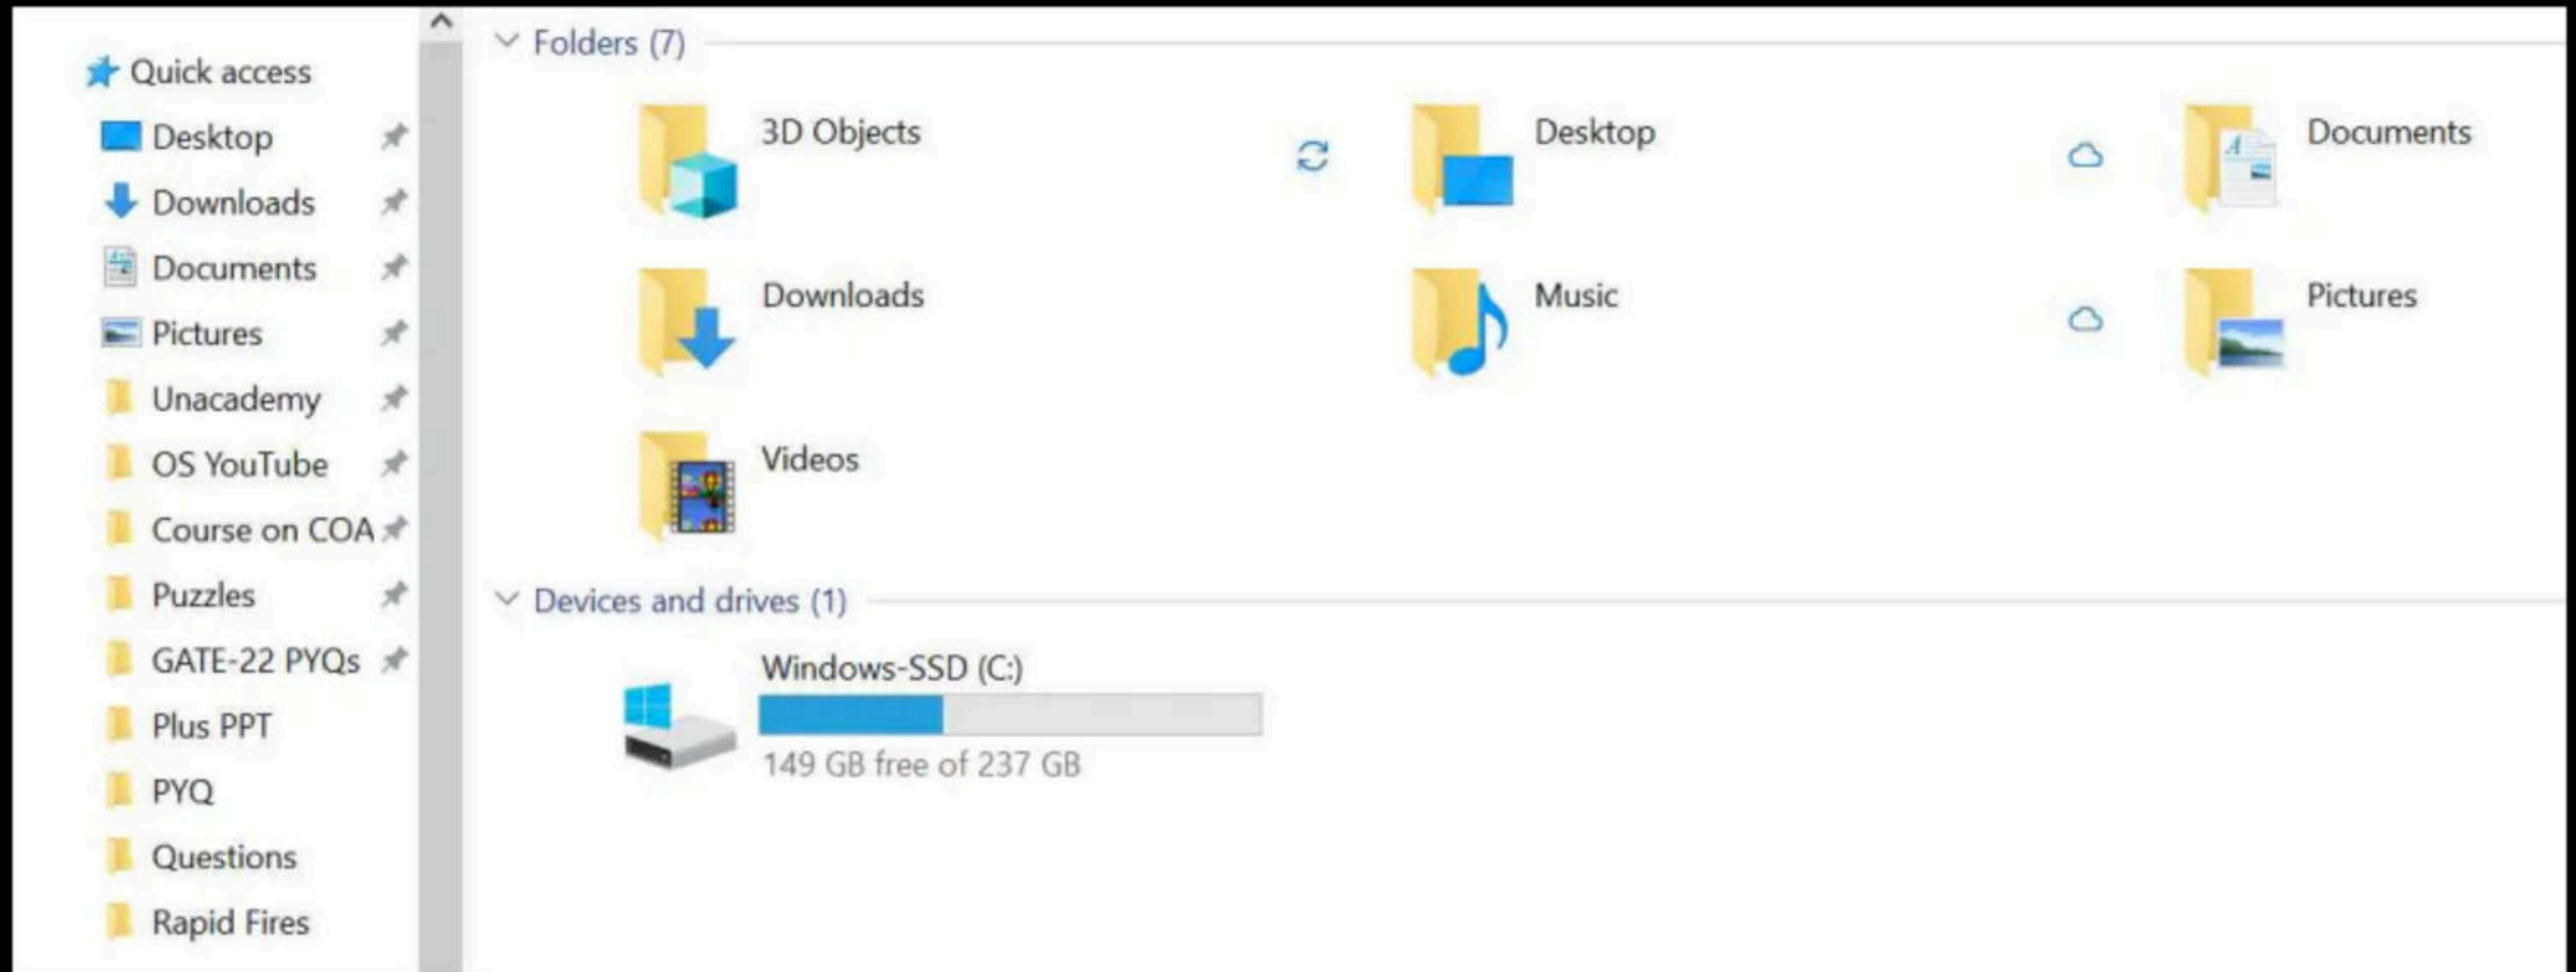 Quick access
Desktop
Downloads
Documents
Pictures
Unacademy
OS YouTube
Course on COA
Puzzles
GATE-22 PYQs
Plus PPT
PYQ
Questions
Rapid Fires
Folders (7)
3D Objects
Desktop
Documents
Downloads
Music
Pictures
Videos
Devices and drives (1)
Windows-SSD (C:)
149 GB free of 237 GB